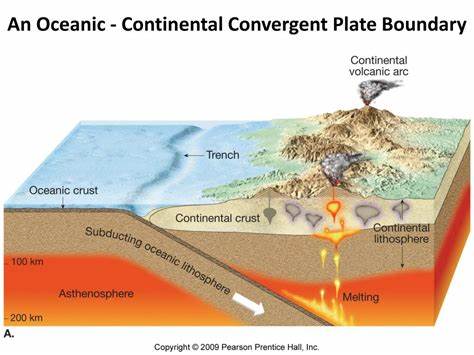 An Oceanic - Continental Convergent Plate Boundary
Continental
volcanic arc
Trench
Oceanic crust
Continental crust
Continental
lithosphere
Subducting oceanic lithosphere
100 km
Asthenosphere
Melting
200 km
A.
Copyright © 2009 Pearson Prentice Hall, Inc.